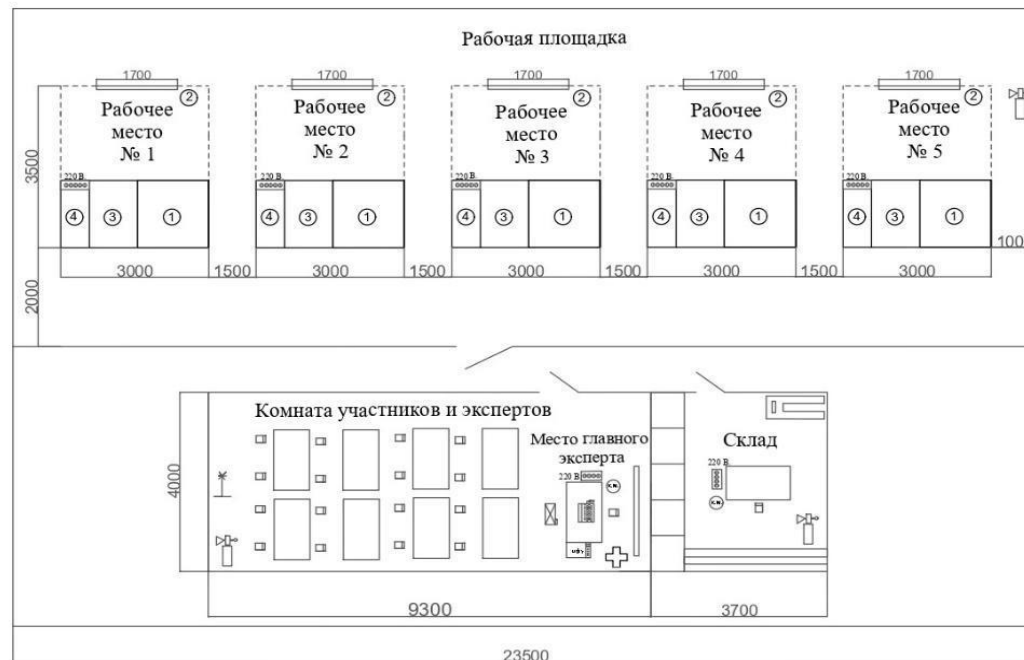 Рабочая площадка
1700 1700 1700 1700 1700
② ② ② ② ②
Рабочее Рабочее Рабочее Рабочее Рабочее
место место место место место
№ 1 № 2 № 3 № 4 № 5
3500
220 В 220 В 220 В 220 В 220 В
④ ③ ① ④ ③ ① ④ ③ ① ④ ③ ① ④ ③ ①
100
3000 1500 3000 1500 3000 1500 3000 1500 3000
2000
Комната участников и экспертов
Место главного
эксперта
220 В
Склад
220 В
4000
9300 3700
23500